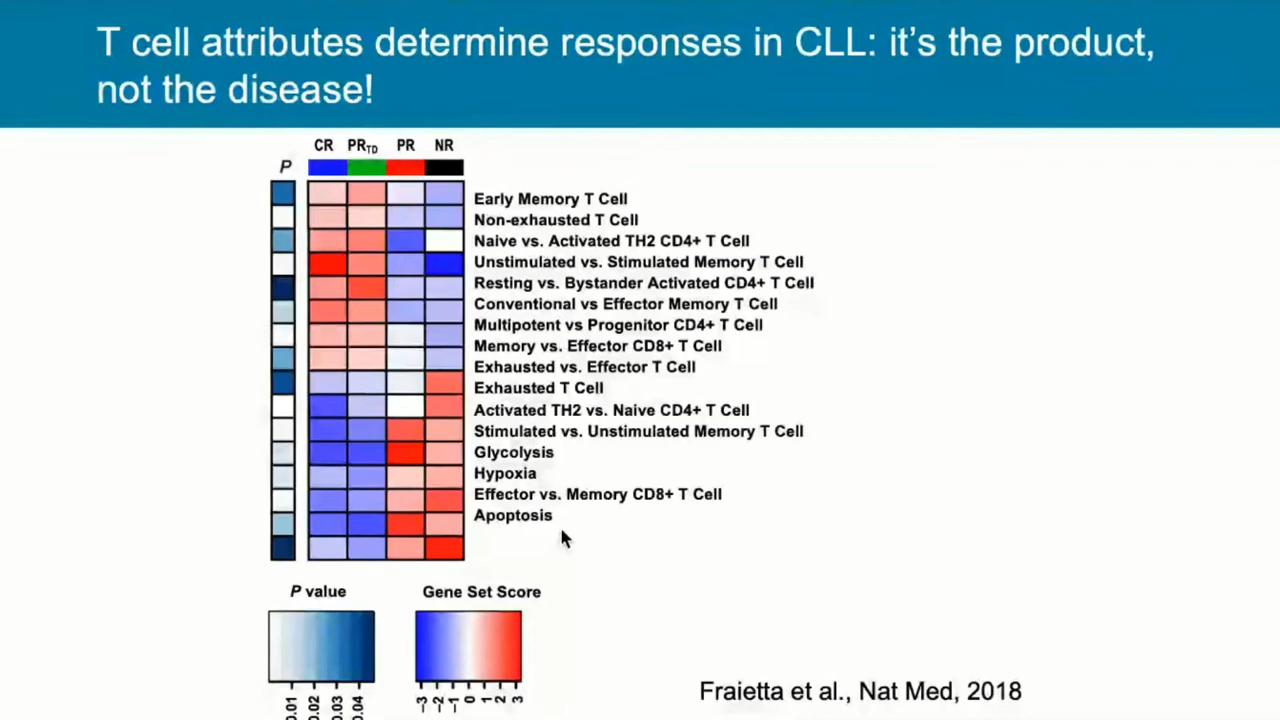 T cell attributes determine responses in CLL: it's the product,
not the disease!
CR PRTD PR NR
P
Early Memory T Cell
Non-exhausted T Cell
Naive vs. Activated TH2 CD4+ T Cell
Unstimulated vs. Stimulated Memory T Cell
Resting vs. Bystander Activated CD4+ T Cell
Conventional vs Effector Memory T Cell
Multipotent vs Progenitor CD4+ T Cell
Memory vs. Effector CD8+ T Cell
Exhausted vs. Effector T Cell
Exhausted T Cell
Activated TH2 vs. Naive CD4+ T Cell
Stimulated vs. Unstimulated Memory T Cell
Glycolysis
Hypoxia
Effector vs. Memory CD8+ T Cell
Apoptosis
P value
Gene Set Score
0.01 0.02 0.03 0.04
−3 −2 −1 0 1 2 3
Fraietta et al., Nat Med, 2018